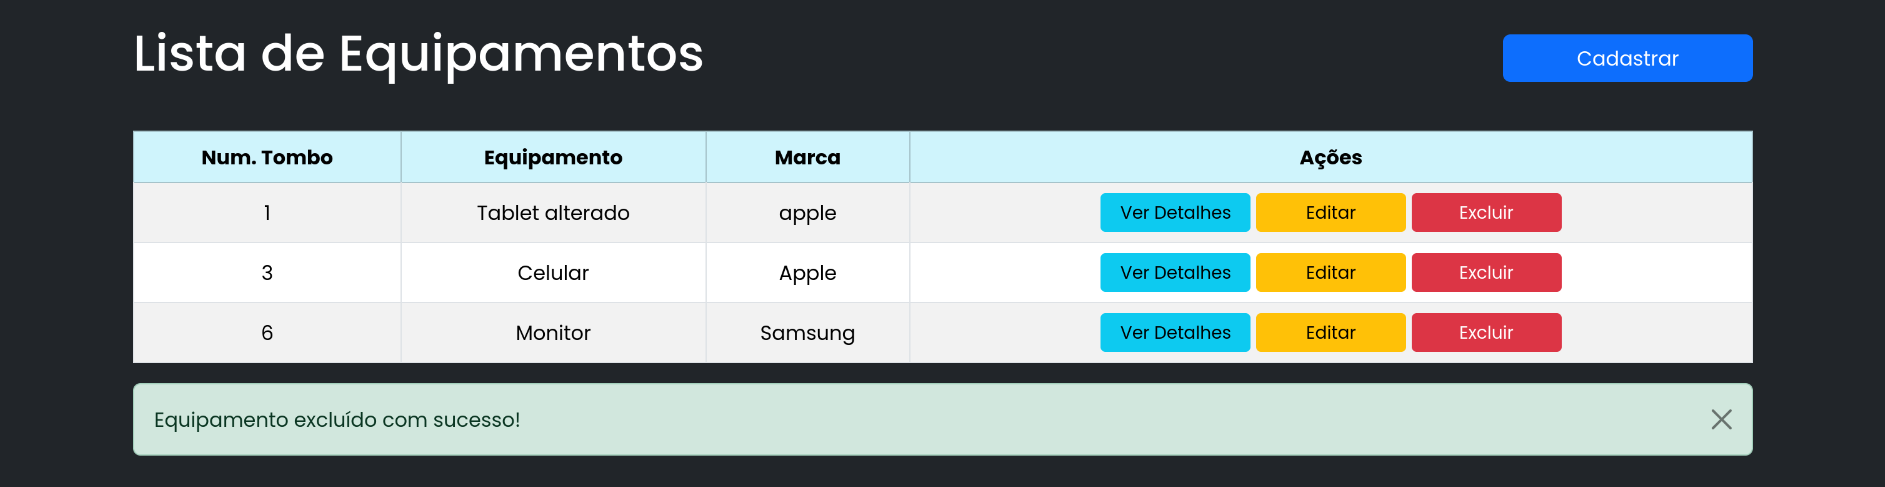 Lista de Equipamentos
Cadastrar
Num. Tombo Equipamento Marca Ações
1 Tablet alterado apple Ver Detalhes Editar Excluir
3 Celular Apple Ver Detalhes Editar Excluir
6 Monitor Samsung Ver Detalhes Editar Excluir
Equipamento excluído com sucesso!